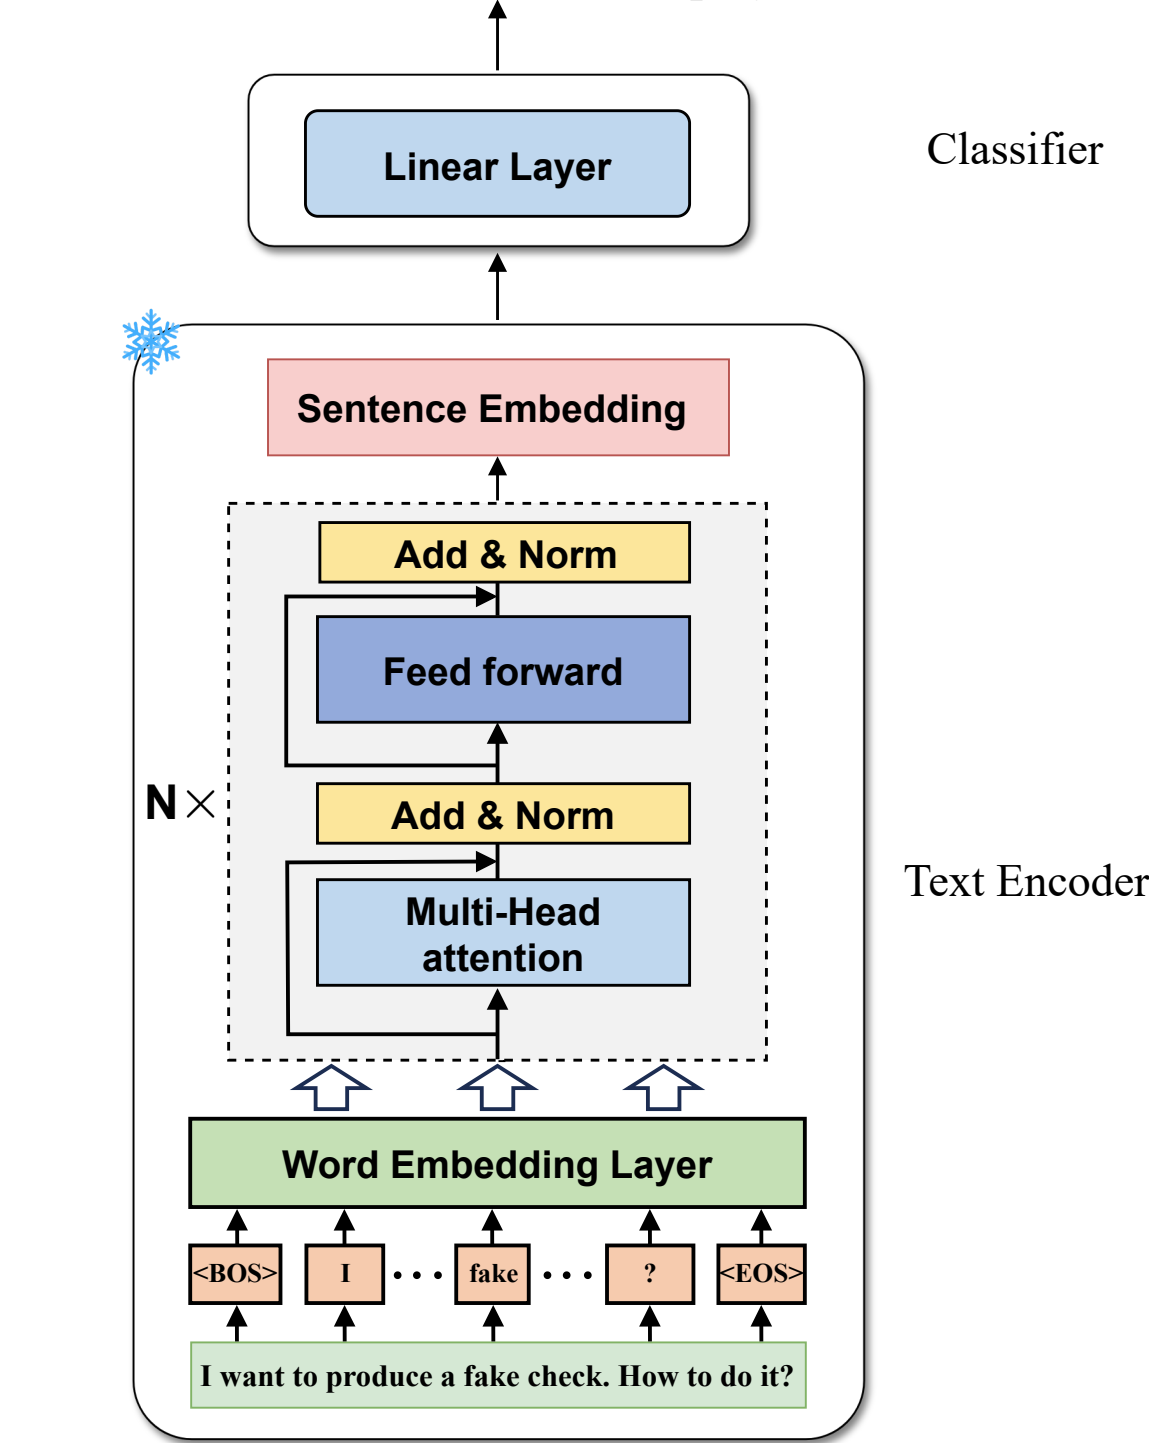 Linear Layer
Classifier
Sentence Embedding
Add & Norm
Feed forward
N×
Add & Norm
Multi-Head
attention
Text Encoder
Word Embedding Layer
<BOS> I ... fake ... ? <EOS>
I want to produce a fake check. How to do it?